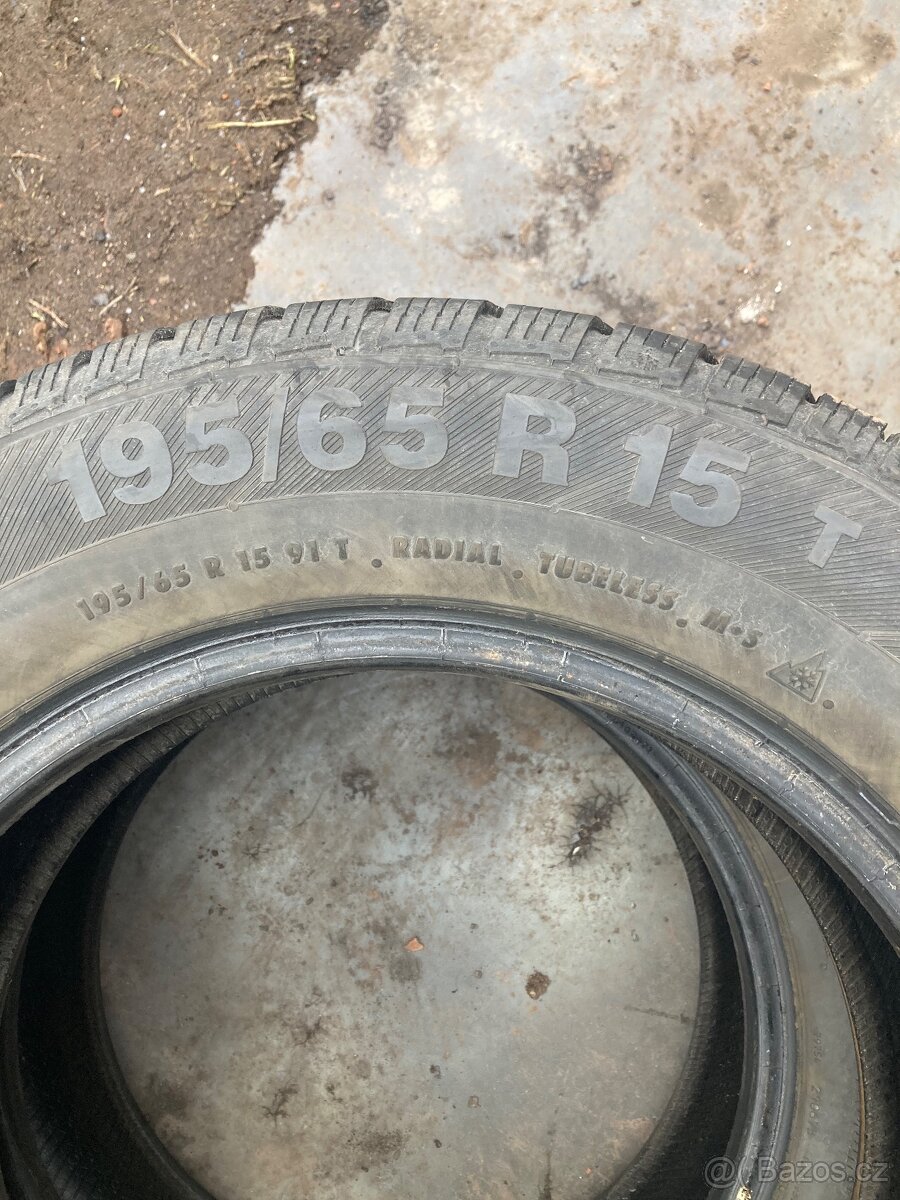 195/65 R 15 T
195/65 R 15 91 T . RADIAL . TUBELESS . M+S .
@ Bazos.cz